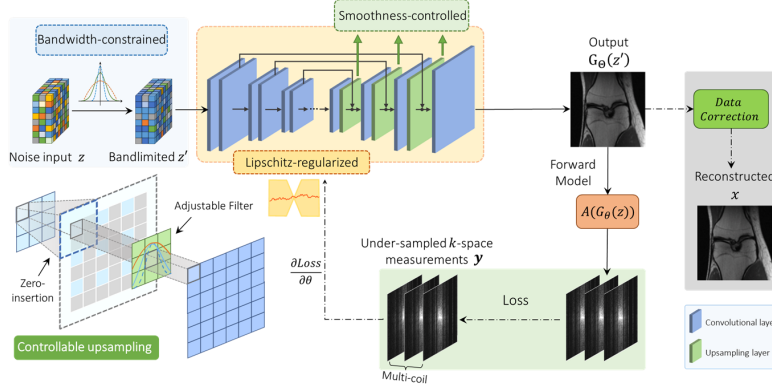 Bandwidth-constrained
Smoothness-controlled
Noise input z
Bandlimited z′
Lipschitz-regularized
Output
G_Θ(z′)
Data
Correction
Forward
Model
A(G_θ(z))
Reconstructed
x
Adjustable Filter
Zero-
insertion
Controllable upsampling
∂Loss
∂θ
Under-sampled k-space
measurements y
Loss
Multi-coil
Convolutional laye
Upsampling layer